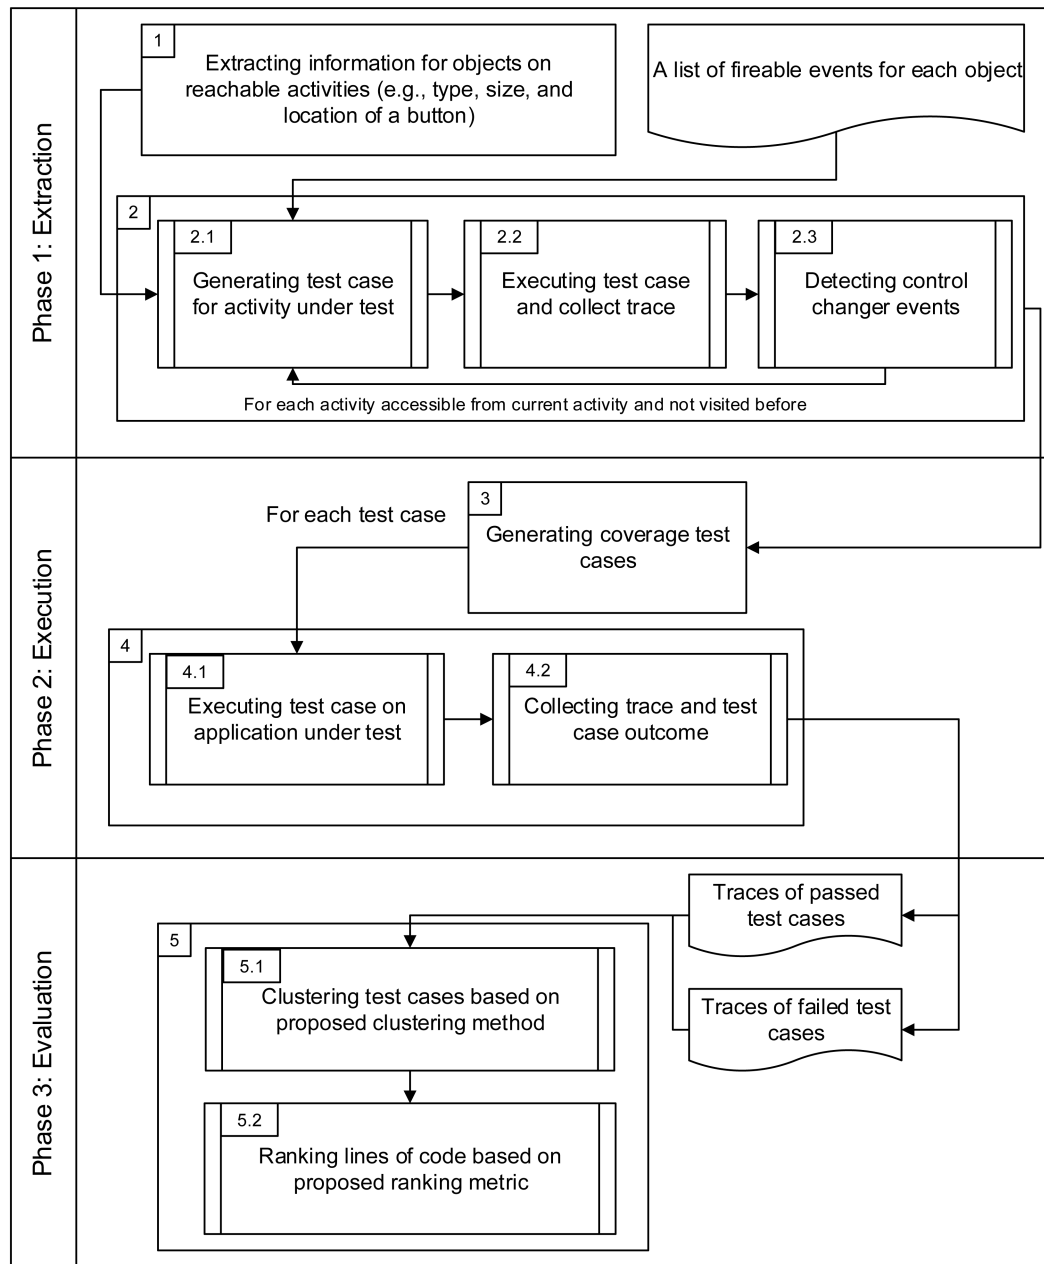 Phase 1: Extraction
1
Extracting information for objects on
reachable activities (e.g., type, size, and
location of a button)
A list of fireable events for each object
2
2.1
Generating test case
for activity under test
2.2
Executing test case
and collect trace
2.3
Detecting control
changer events
For each activity accessible from current activity and not visited before
Phase 2: Execution
3
Generating coverage test
cases
For each test case
4
4.1
Executing test case on
application under test
4.2
Collecting trace and test
case outcome
Phase 3: Evaluation
Traces of passed
test cases
Traces of failed test
cases
5
5.1
Clustering test cases based on
proposed clustering method
5.2
Ranking lines of code based on
proposed ranking metric